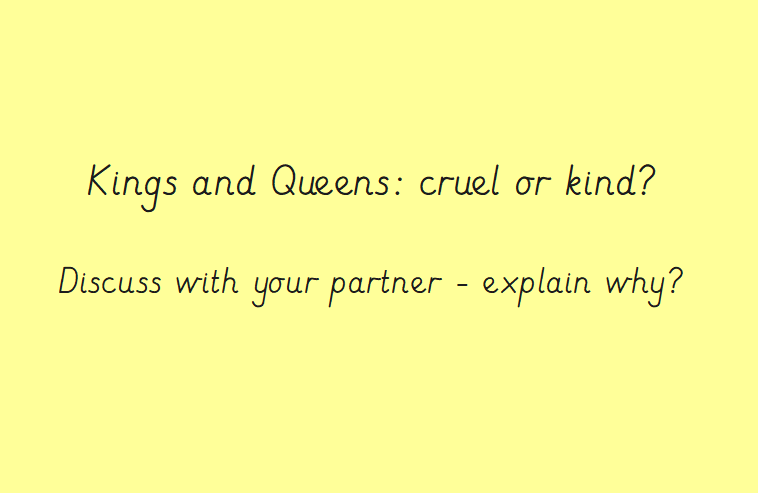 Kings and Queens: cruel or kind?
Discuss with your partner - explain why?